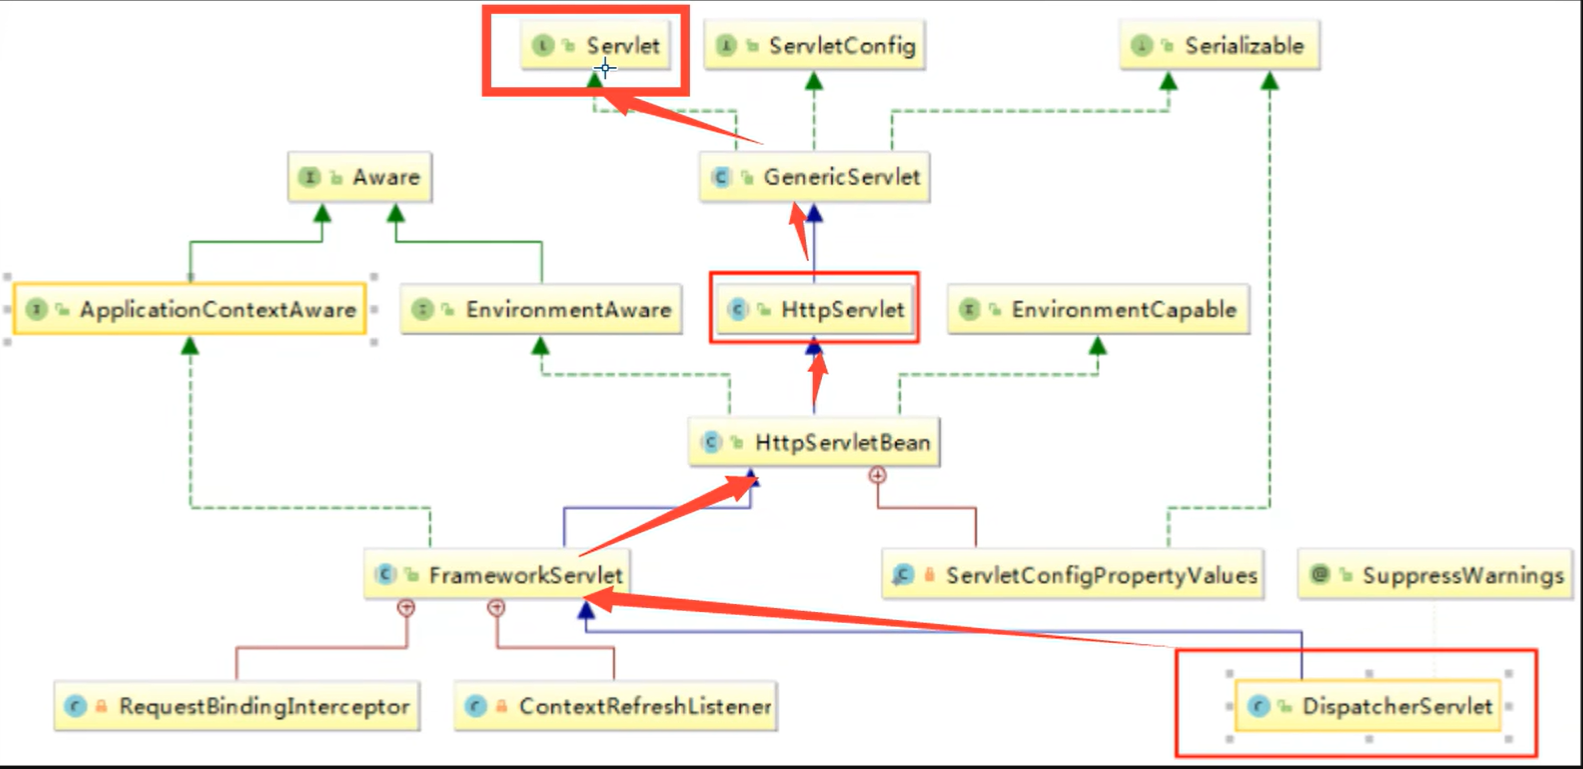 Servlet
ServletConfig
Serializable
Aware
GenericServlet
ApplicationContextAware
EnvironmentAware
HttpServlet
EnvironmentCapable
HttpServletBean
FrameworkServlet
ServletConfigPropertyValues
SuppressWarnings
RequestBindingInterceptor
ContextRefreshListener
DispatcherServlet